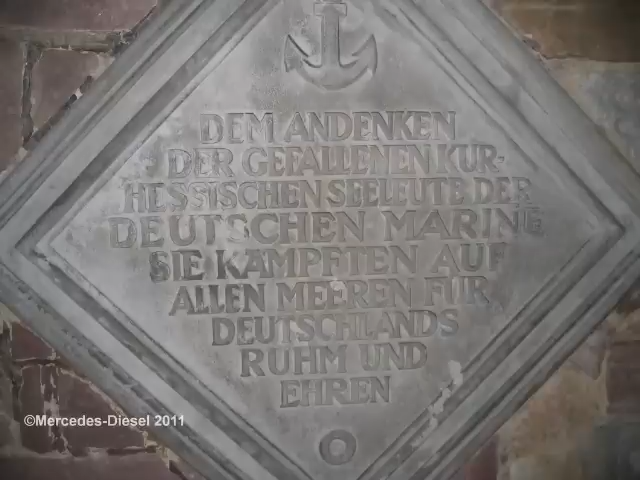 DEM ANDENKEN
DER GEFALLENEN KUR-
HESSISCHEN SEELEUTE DER
DEUTSCHEN MARINE
SIE KÄMPFTEN AUF
ALLEN MEEREN FÜR
DEUTSCHLANDS
RUHM UND
EHREN
©Mercedes-Diesel 2011